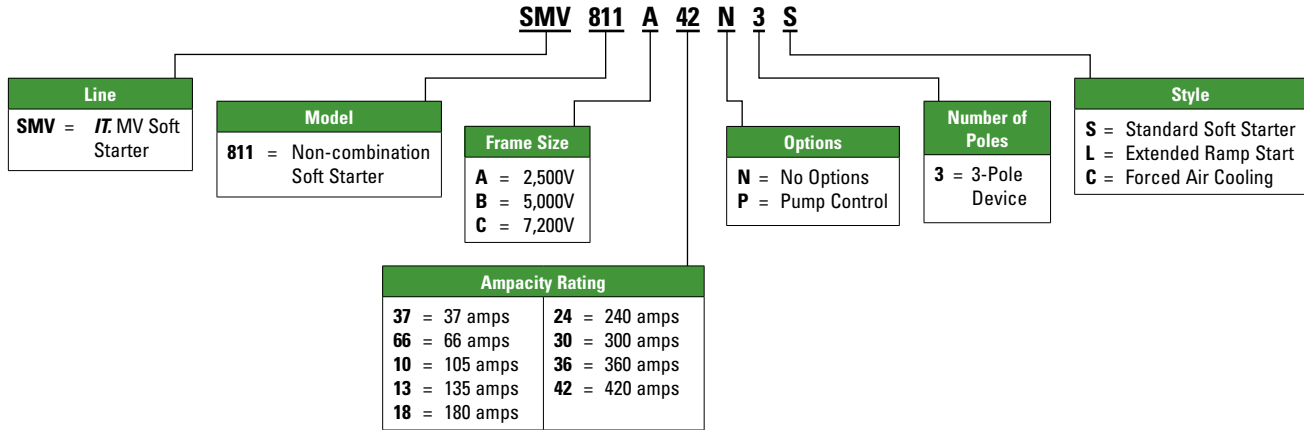 SMV 811 A 42 N 3 S
Line
SMV = IT. MV Soft
Starter
Model
811 = Non-combination
Soft Starter
Frame Size
A = 2,500V
B = 5,000V
C = 7,200V
Ampacity Rating
37 = 37 amps
66 = 66 amps
10 = 105 amps
13 = 135 amps
18 = 180 amps
24 = 240 amps
30 = 300 amps
36 = 360 amps
42 = 420 amps
Options
N = No Options
P = Pump Control
Number of
Poles
3 = 3-Pole
Device
Style
S = Standard Soft Starter
L = Extended Ramp Start
C = Forced Air Cooling